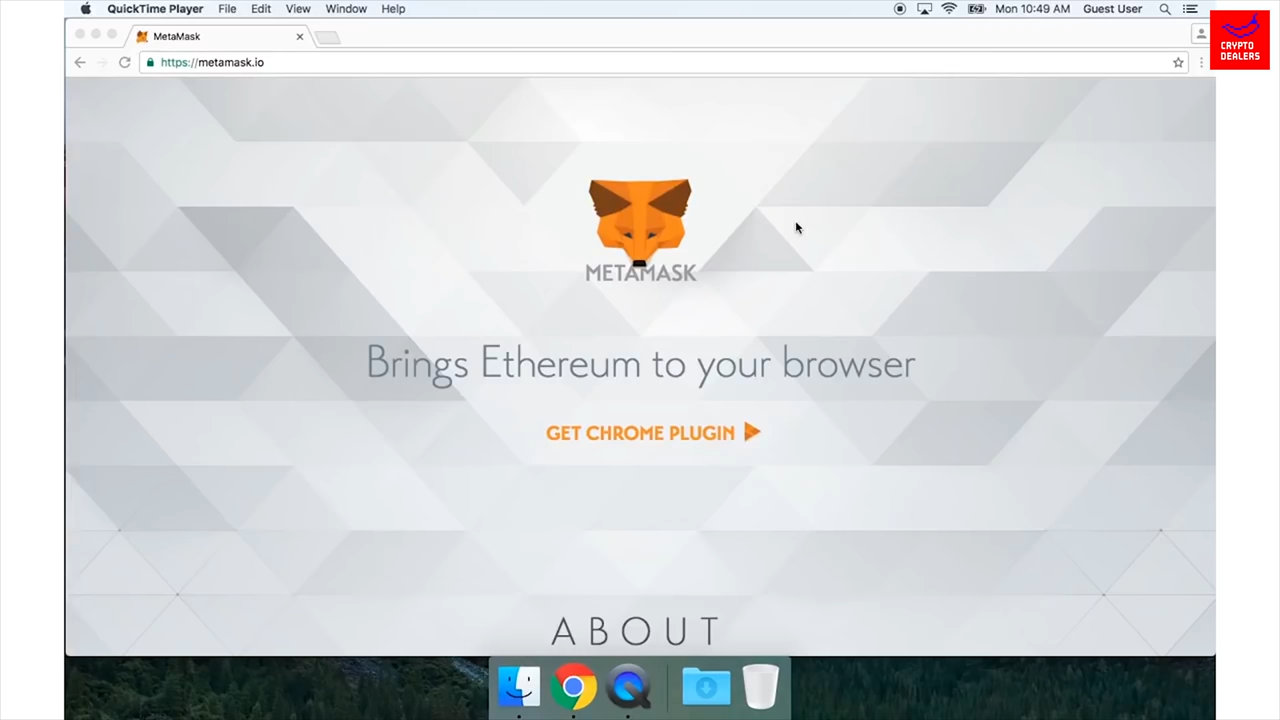 QuickTime Player File Edit View Window Help Mon 10:49 AM Guest User
MetaMask
https://metamask.io
CRYPTO
DEALERS
METAMASK
Brings Ethereum to your browser
GET CHROME PLUGIN
ABOUT